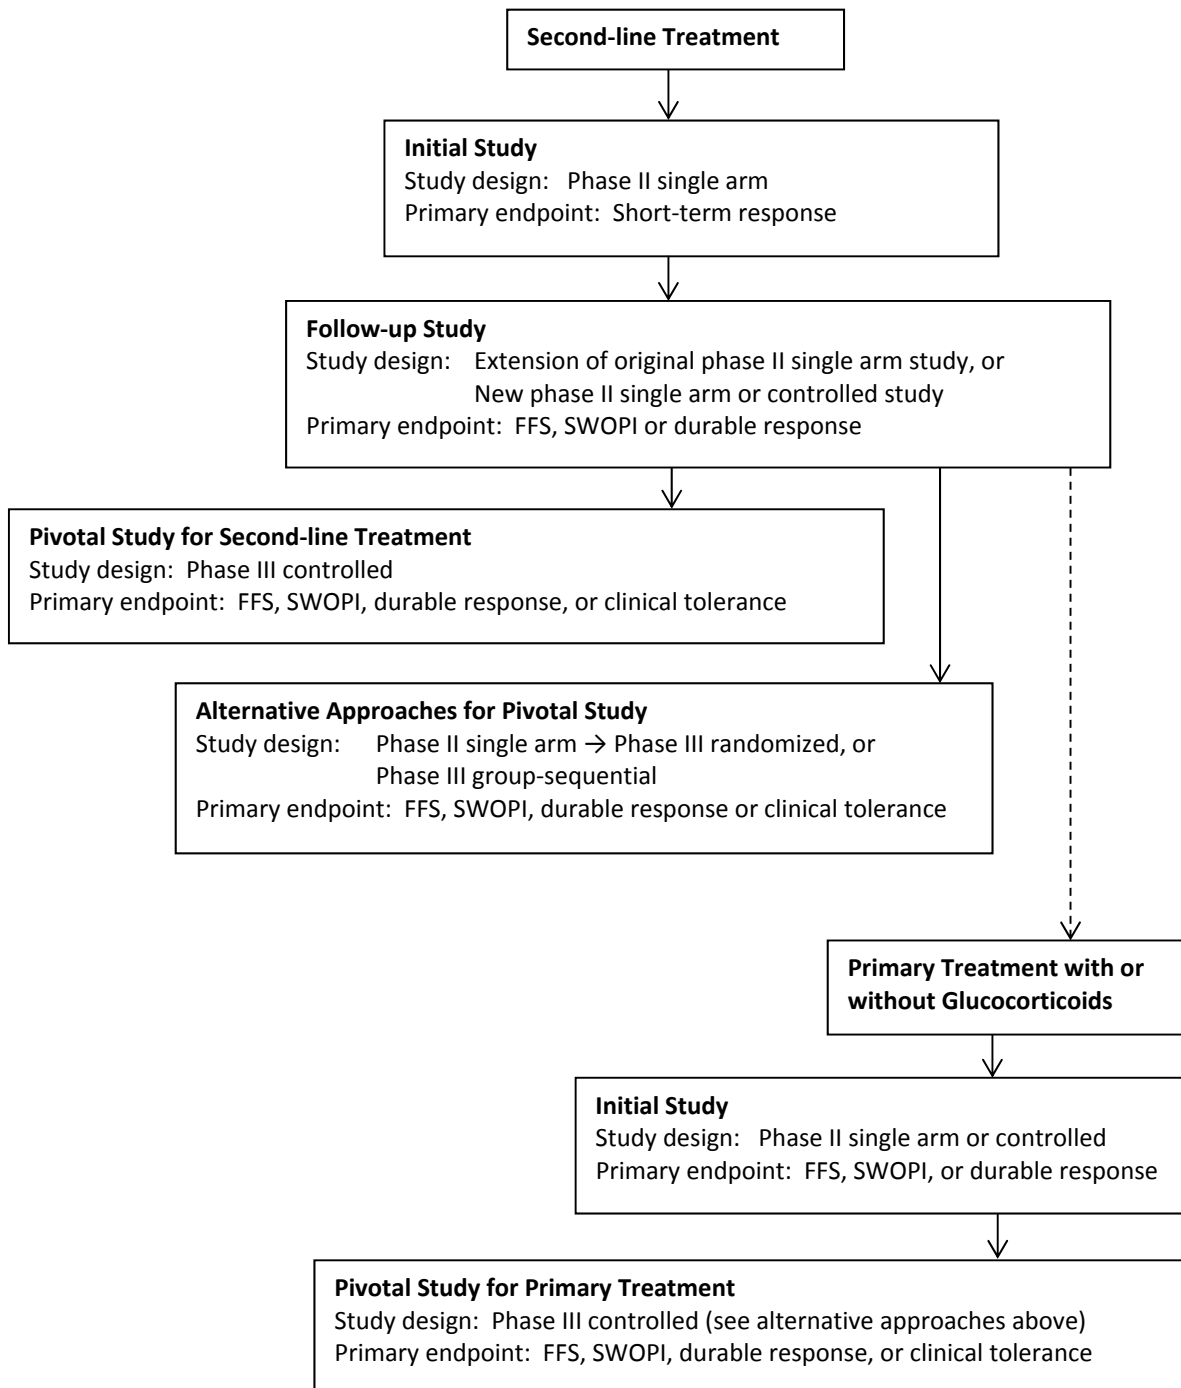 Second-line Treatment
Initial Study
Study design: Phase II single arm
Primary endpoint: Short-term response
Follow-up Study
Study design: Extension of original phase II single arm study, or
New phase II single arm or controlled study
Primary endpoint: FFS, SWOPI or durable response
Pivotal Study for Second-line Treatment
Study design: Phase III controlled
Primary endpoint: FFS, SWOPI, durable response, or clinical tolerance
Alternative Approaches for Pivotal Study
Study design: Phase II single arm → Phase III randomized, or
Phase III group-sequential
Primary endpoint: FFS, SWOPI, durable response or clinical tolerance
Primary Treatment with or
without Glucocorticoids
Initial Study
Study design: Phase II single arm or controlled
Primary endpoint: FFS, SWOPI, or durable response
Pivotal Study for Primary Treatment
Study design: Phase III controlled (see alternative approaches above)
Primary endpoint: FFS, SWOPI, durable response, or clinical tolerance